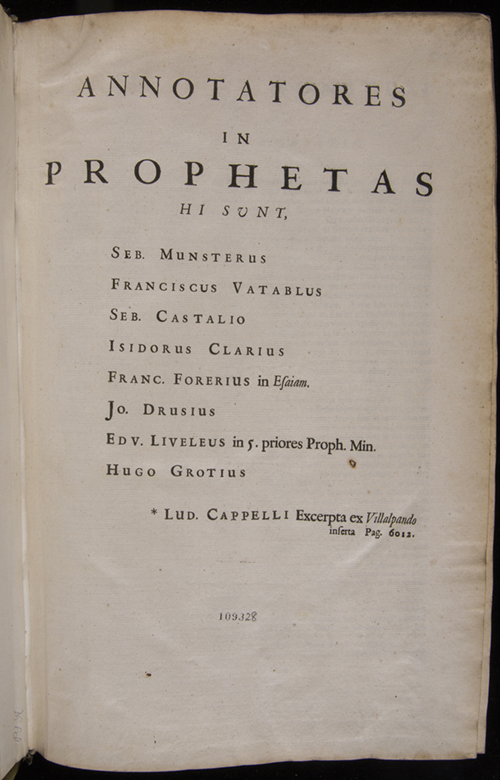 ANNOTATORES
IN
PROPHETAS
HI SVNT,
SEB. MUNSTERUS
FRANCISCUS VATABLUS
SEB. CASTALIO
ISIDORUS CLARIUS
FRANC. FORERIUS in Eſaiam.
JO. DRUSIUS
EDV. LIVELEUS in 5. priores Proph. Min.
HUGO GROTIUS
* LUD. CAPPELLI Excerpta ex Villalpando
inſerta Pag. 6012.
109328